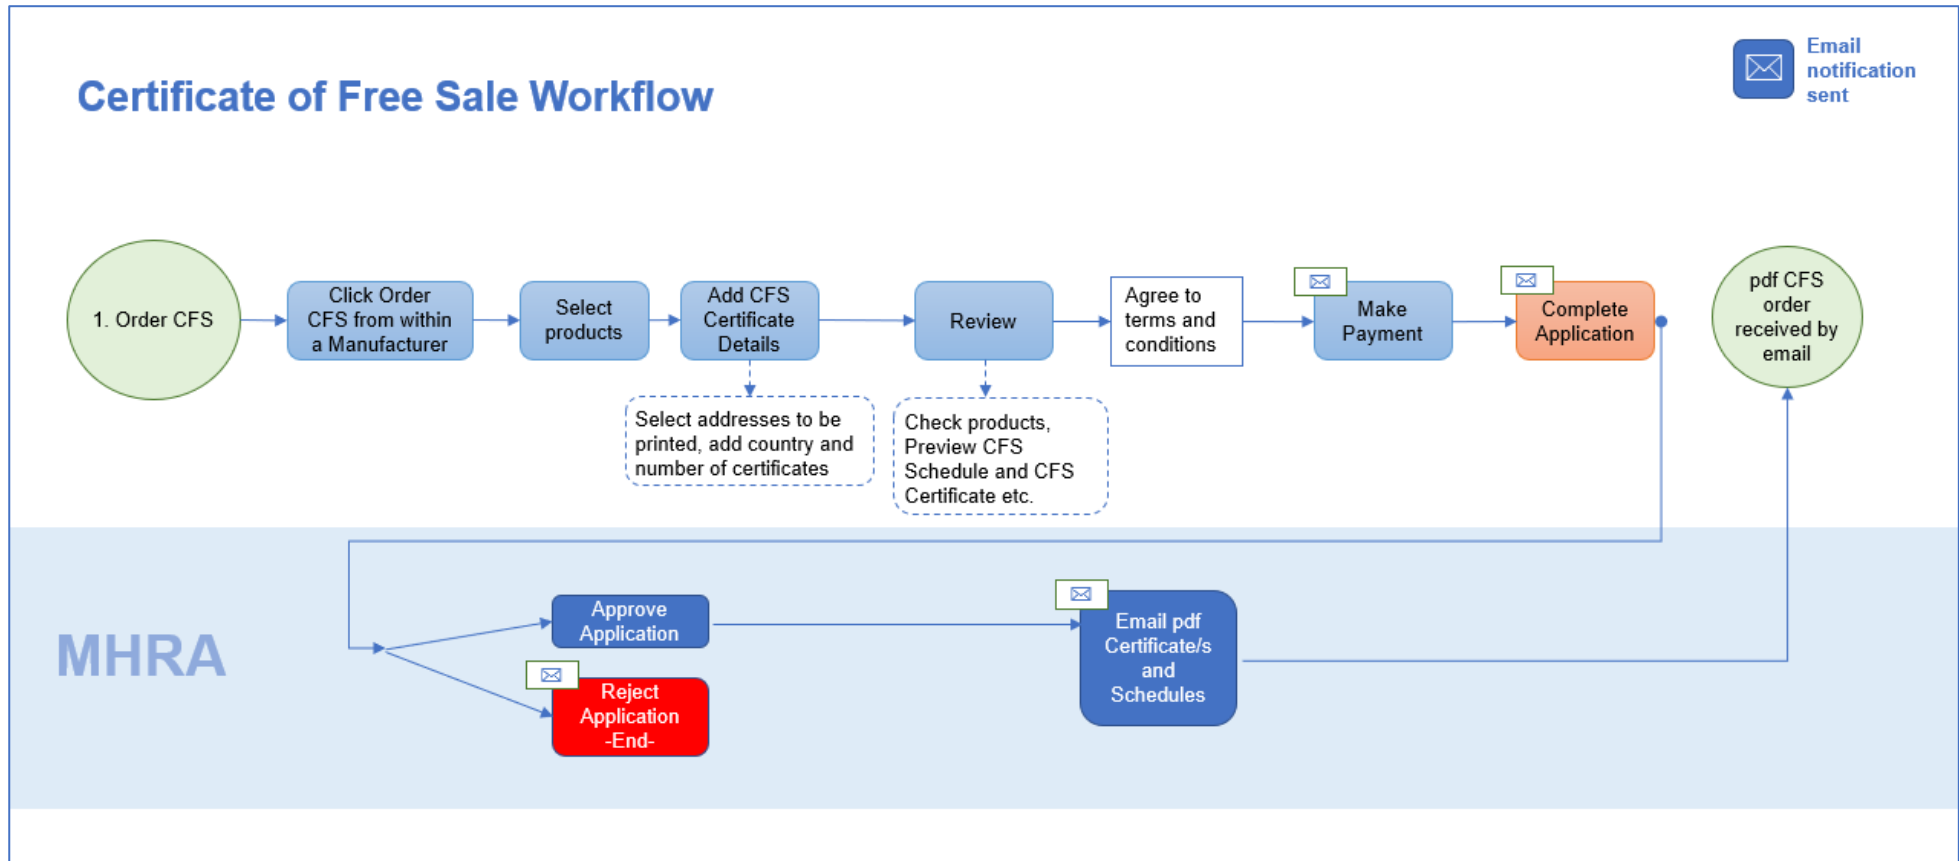 Email
notification
sent
Certificate of Free Sale Workflow
1. Order CFS
Click Order
CFS from within
a Manufacturer
Select
products
Add CFS
Certificate
Details
Review
Agree to
terms and
conditions
Make
Payment
Complete
Application
pdf CFS
order
received by
email
Select addresses to be
printed, add country and
number of certificates
Check products,
Preview CFS
Schedule and CFS
Certificate etc.
MHRA
Approve
Application
Reject
Application
-End-
Email pdf
Certificate/s
and
Schedules